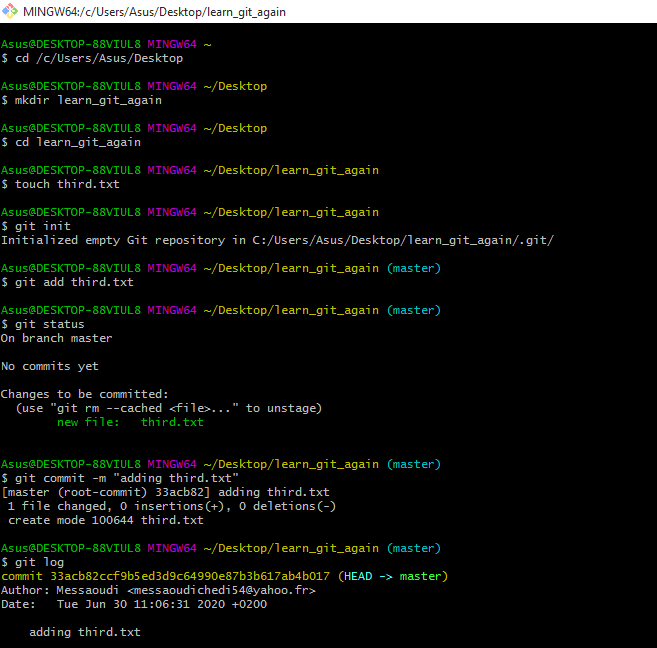 MINGW64:/c/Users/Asus/Desktop/learn_git_again
Asus@DESKTOP-88VIUL8 MINGW64 ~
$ cd /c/Users/Asus/Desktop
Asus@DESKTOP-88VIUL8 MINGW64 ~/Desktop
$ mkdir learn_git_again
Asus@DESKTOP-88VIUL8 MINGW64 ~/Desktop
$ cd learn_git_again
Asus@DESKTOP-88VIUL8 MINGW64 ~/Desktop/learn_git_again
$ touch third.txt
Asus@DESKTOP-88VIUL8 MINGW64 ~/Desktop/learn_git_again
$ git init
Initialized empty Git repository in C:/Users/Asus/Desktop/learn_git_again/.git/
Asus@DESKTOP-88VIUL8 MINGW64 ~/Desktop/learn_git_again (master)
$ git add third.txt
Asus@DESKTOP-88VIUL8 MINGW64 ~/Desktop/learn_git_again (master)
$ git status
On branch master
No commits yet
Changes to be committed:
  (use "git rm --cached <file>..." to unstage)
        new file:   third.txt
Asus@DESKTOP-88VIUL8 MINGW64 ~/Desktop/learn_git_again (master)
$ git commit -m "adding third.txt"
[master (root-commit) 33acb82] adding third.txt
 1 file changed, 0 insertions(+), 0 deletions(-)
 create mode 100644 third.txt
Asus@DESKTOP-88VIUL8 MINGW64 ~/Desktop/learn_git_again (master)
$ git log
commit 33acb82ccf9b5ed3d9c64990e87b3b617ab4b017 (HEAD -> master)
Author: Messaoudi <messaoudichedi54@yahoo.fr>
Date:   Tue Jun 30 11:06:31 2020 +0200
    adding third.txt